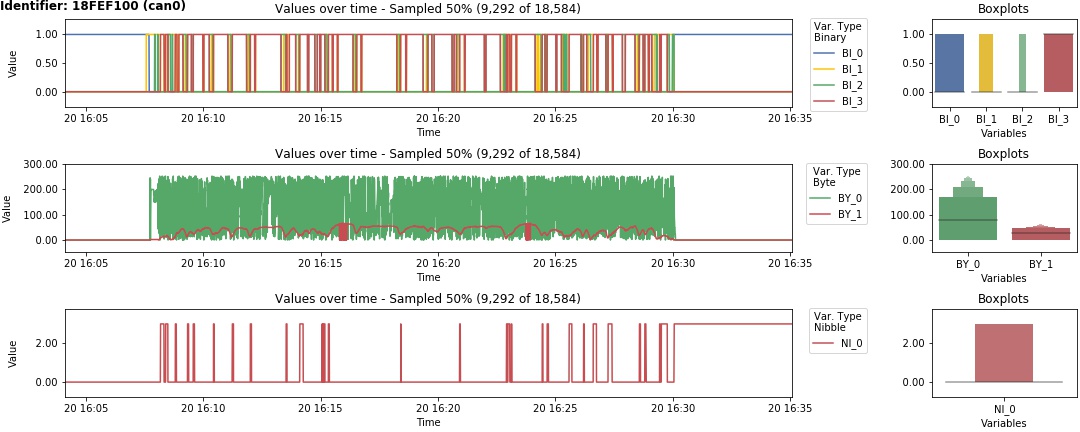 Identifier: 18FEF100 (can0)
Values over time - Sampled 50% (9,292 of 18,584)
Boxplots
Value
1.00
0.50
0.00
20 16:05
20 16:10
20 16:15
20 16:20
20 16:25
20 16:30
20 16:35
Time
Var. Type
Binary
BI_0
BI_1
BI_2
BI_3
1.00
0.50
0.00
BI_0
BI_1
BI_2
BI_3
Variables
Values over time - Sampled 50% (9,292 of 18,584)
Boxplots
Value
300.00
200.00
100.00
0.00
20 16:05
20 16:10
20 16:15
20 16:20
20 16:25
20 16:30
20 16:35
Time
Var. Type
Byte
BY_0
BY_1
300.00
200.00
100.00
0.00
BY_0
BY_1
Variables
Values over time - Sampled 50% (9,292 of 18,584)
Boxplots
Value
2.00
0.00
20 16:05
20 16:10
20 16:15
20 16:20
20 16:25
20 16:30
20 16:35
Time
Var. Type
Nibble
NI_0
2.00
0.00
NI_0
Variables